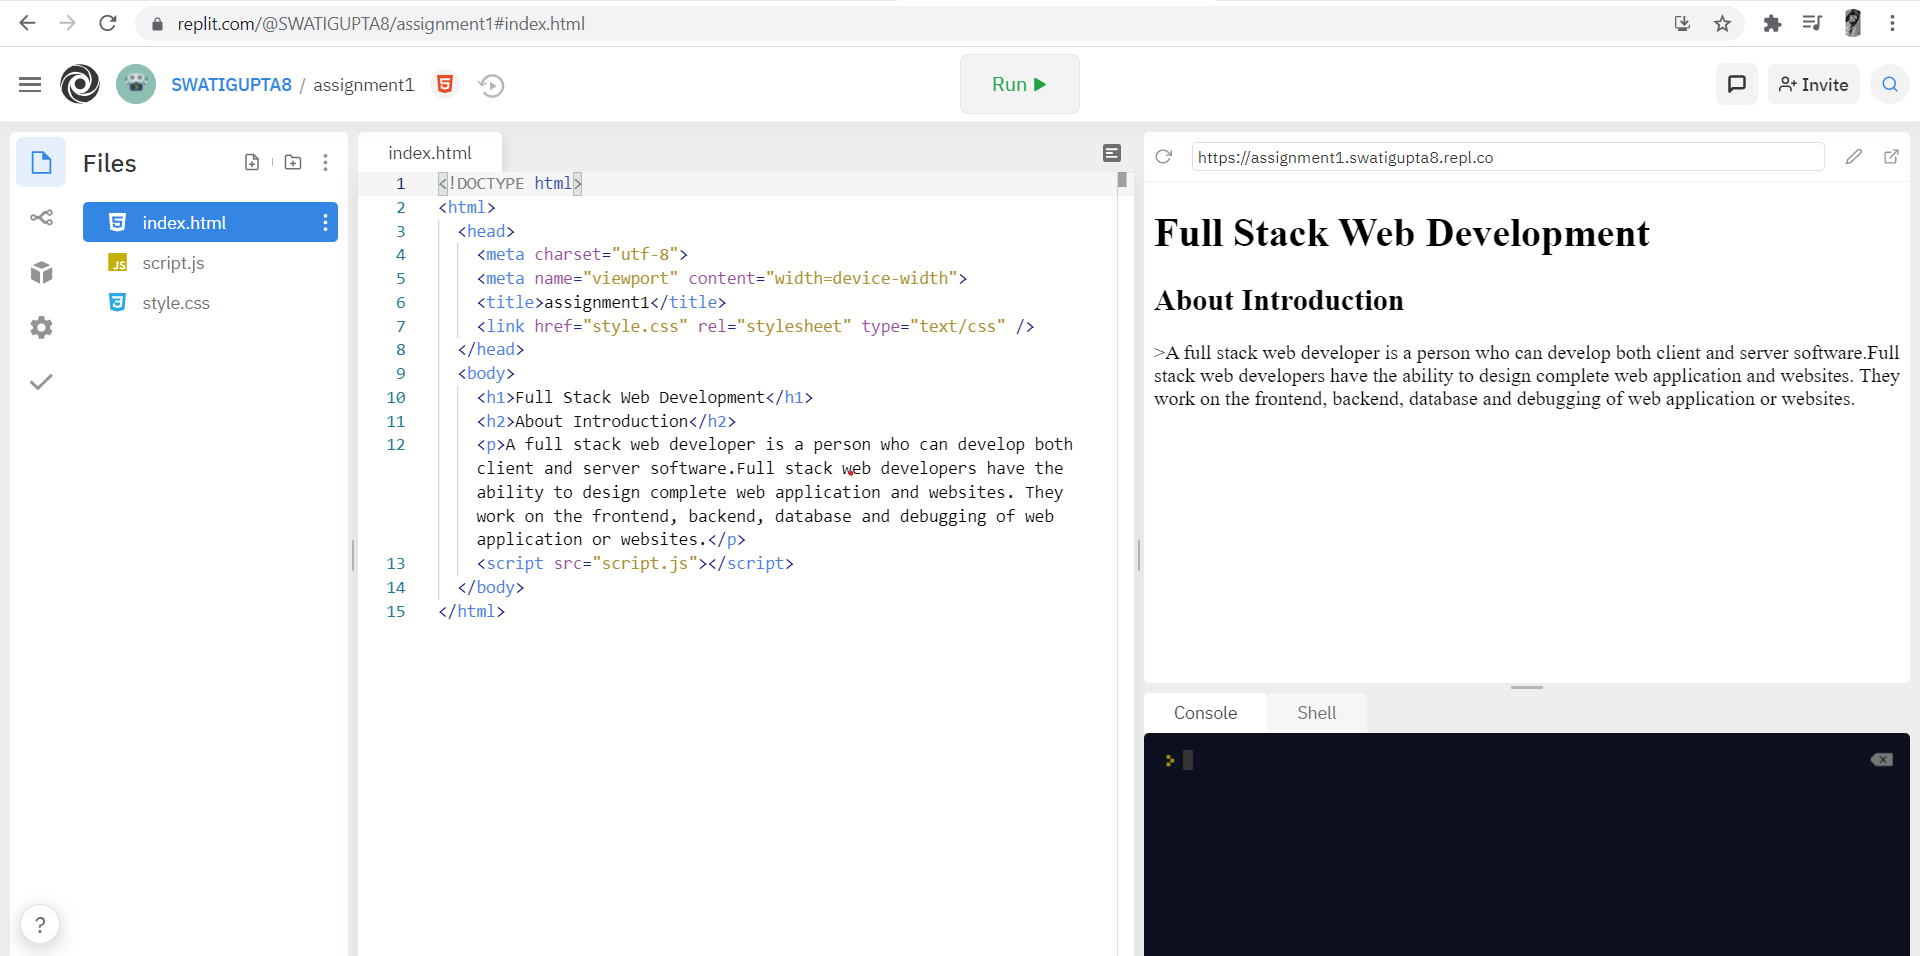 replit.com/@SWATIGUPTA8/assignment1#index.html
SWATIGUPTA8 / assignment1
Run
Invite
Files
index.html
script.js
style.css
index.html
1 <!DOCTYPE html>
2 <html>
3 <head>
4 <meta charset="utf-8">
5 <meta name="viewport" content="width=device-width">
6 <title>assignment1</title>
7 <link href="style.css" rel="stylesheet" type="text/css" />
8 </head>
9 <body>
10 <h1>Full Stack Web Development</h1>
11 <h2>About Introduction</h2>
12 <p>A full stack web developer is a person who can develop both
client and server software.Full stack web developers have the
ability to design complete web application and websites. They
work on the frontend, backend, database and debugging of web
application or websites.</p>
13 <script src="script.js"></script>
14 </body>
15 </html>
https://assignment1.swatigupta8.repl.co
Full Stack Web Development
About Introduction
>A full stack web developer is a person who can develop both client and server software.Full
stack web developers have the ability to design complete web application and websites. They
work on the frontend, backend, database and debugging of web application or websites.
Console
Shell
?